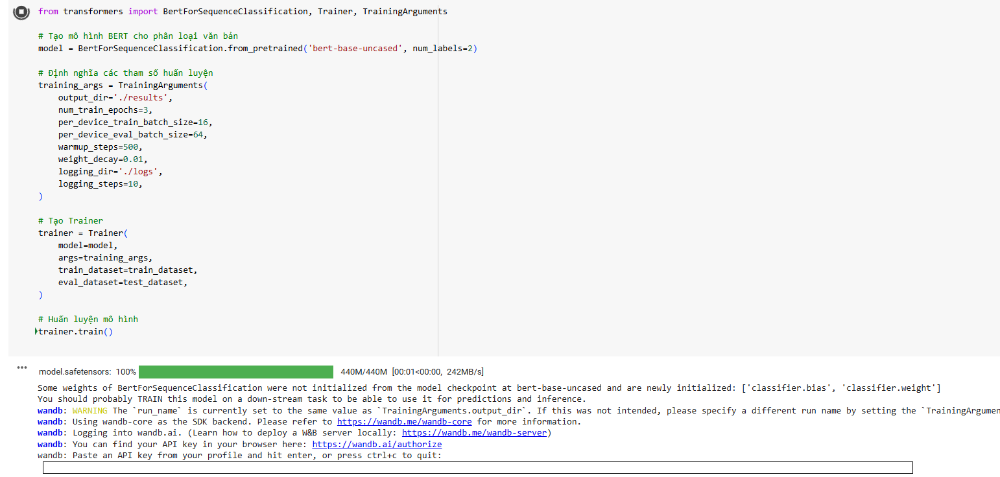 from transformers import BertForSequenceClassification, Trainer, TrainingArguments
# Tạo mô hình BERT cho phân loại văn bản
model = BertForSequenceClassification.from_pretrained('bert-base-uncased', num_labels=2)
# Định nghĩa các tham số huấn luyện
training_args = TrainingArguments(
    output_dir='./results',
    num_train_epochs=3,
    per_device_train_batch_size=16,
    per_device_eval_batch_size=64,
    warmup_steps=500,
    weight_decay=0.01,
    logging_dir='./logs',
    logging_steps=10,
)
# Tạo Trainer
trainer = Trainer(
    model=model,
    args=training_args,
    train_dataset=train_dataset,
    eval_dataset=test_dataset,
)
# Huấn luyện mô hình
trainer.train()
model.safetensors: 100% 440M/440M [00:01<00:00, 242MB/s]
Some weights of BertForSequenceClassification were not initialized from the model checkpoint at bert-base-uncased and are newly initialized: ['classifier.bias', 'classifier.weight']
You should probably TRAIN this model on a down-stream task to be able to use it for predictions and inference.
wandb: WARNING The `run_name` is currently set to the same value as `TrainingArguments.output_dir`. If this was not intended, please specify a different run name by setting the `TrainingArgumen
wandb: Using wandb-core as the SDK backend. Please refer to https://wandb.me/wandb-core for more information.
wandb: Logging into wandb.ai. (Learn how to deploy a W&B server locally: https://wandb.me/wandb-server)
wandb: You can find your API key in your browser here: https://wandb.ai/authorize
wandb: Paste an API key from your profile and hit enter, or press ctrl+c to quit: